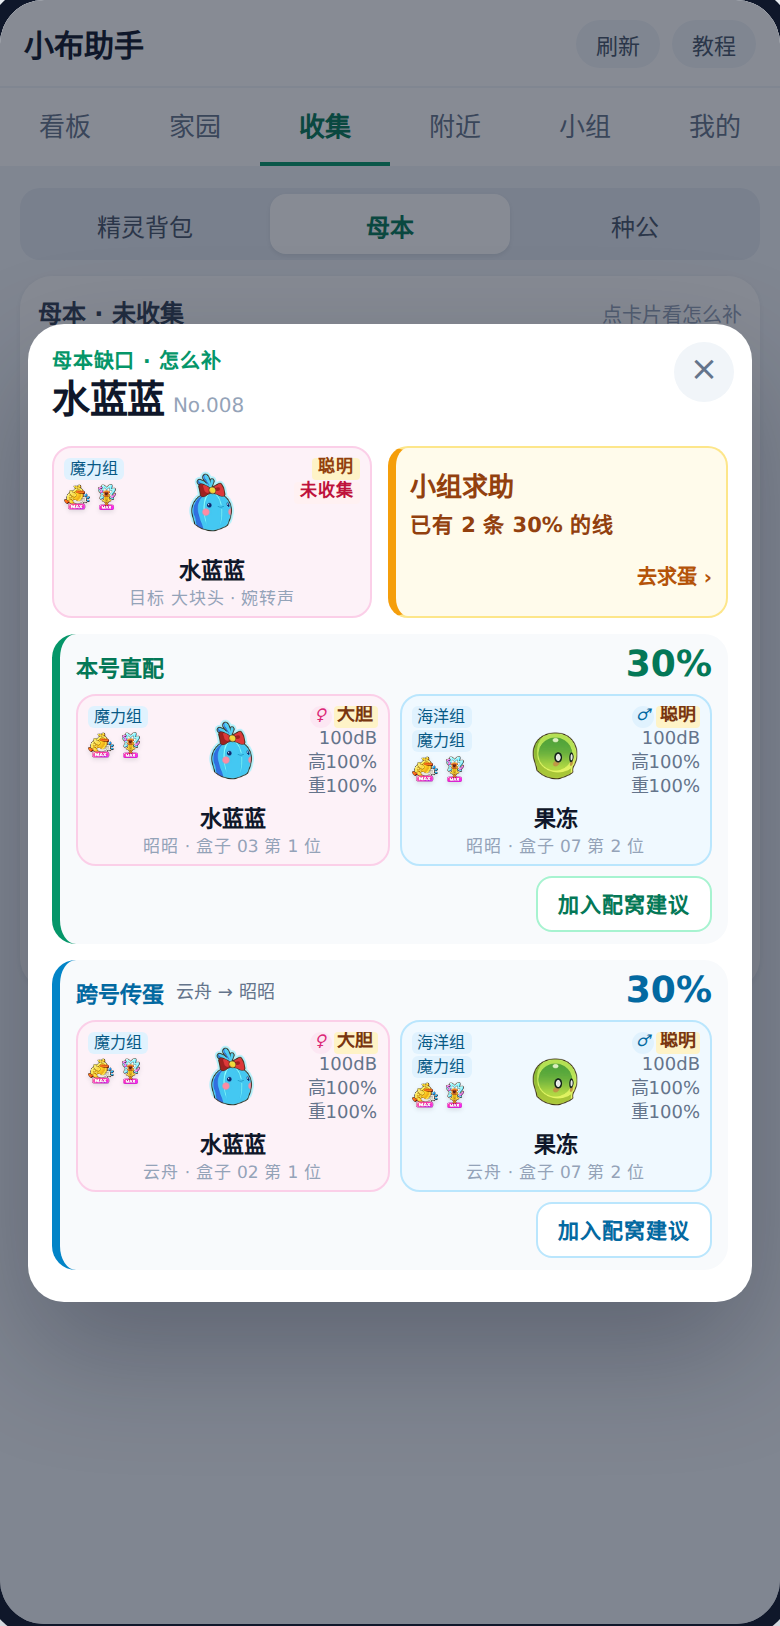 小布助手
刷新
教程
看板
家园
收集
附近
小组
我的
精灵背包
母本
种公
母本 · 未收集
点卡片看怎么补
母本缺口 · 怎么补
水蓝蓝 No.008
×
魔力组
聪明
未收集
MAX MAX
水蓝蓝
目标 大块头 · 婉转声
小组求助
已有 2 条 30% 的线
去求蛋 ›
本号直配
30%
魔力组
♀ 大胆
MAX MAX
100dB
高100%
重100%
水蓝蓝
昭昭 · 盒子 03 第 1 位
海洋组
♂ 聪明
魔力组
100dB
MAX MAX
高100%
重100%
果冻
昭昭 · 盒子 07 第 2 位
加入配窝建议
跨号传蛋 云舟 → 昭昭
30%
魔力组
♀ 大胆
MAX MAX
100dB
高100%
重100%
水蓝蓝
云舟 · 盒子 02 第 1 位
海洋组
♂ 聪明
魔力组
100dB
MAX MAX
高100%
重100%
果冻
云舟 · 盒子 07 第 2 位
加入配窝建议